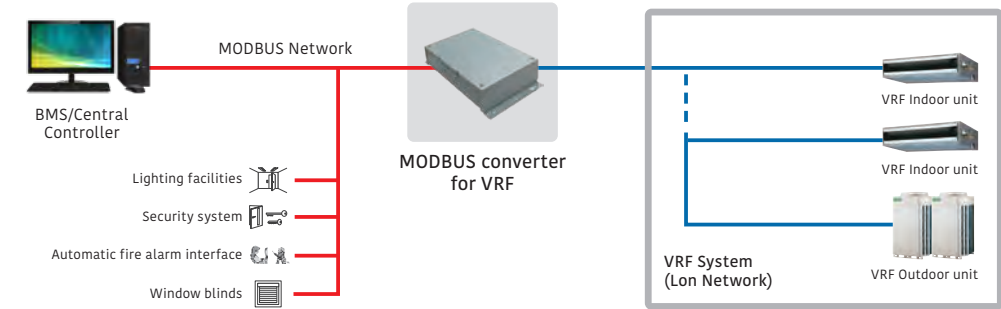 MODBUS Network
BMS/Central
Controller
Lighting facilities
Security system
Automatic fire alarm interface
Window blinds
MODBUS converter
for VRF
VRF Indoor unit
VRF Indoor unit
VRF System
(Lon Network)
VRF Outdoor unit